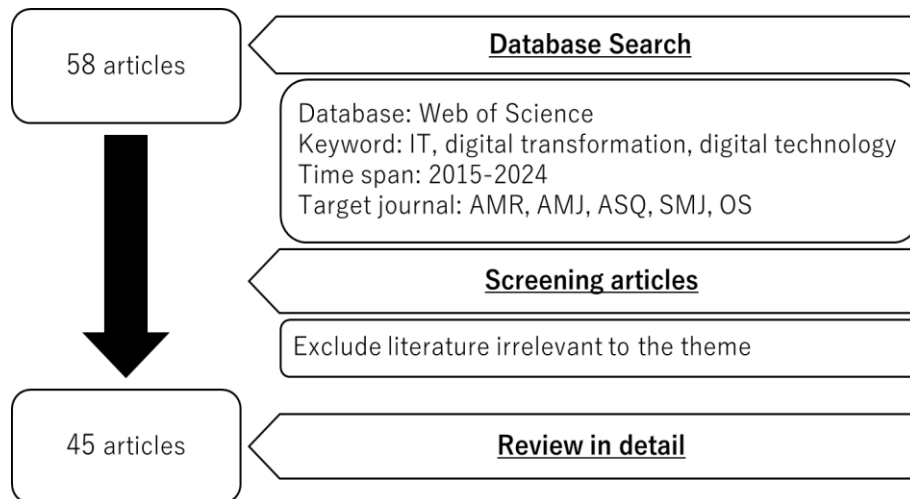 58 articles
Database Search
Database: Web of Science
Keyword: IT, digital transformation, digital technology
Time span: 2015-2024
Target journal: AMR, AMJ, ASQ, SMJ, OS
Screening articles
Exclude literature irrelevant to the theme
45 articles
Review in detail